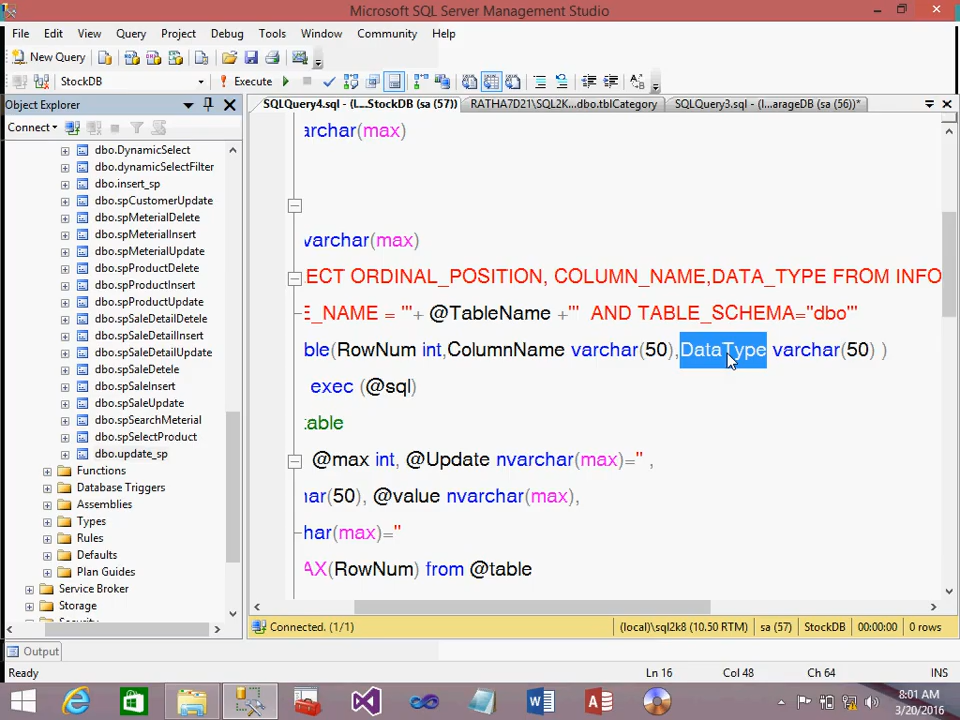 Microsoft SQL Server Management Studio
File Edit View Query Project Debug Tools Window Community Help
New Query
StockDB Execute
Object Explorer
SQLQuery4.sql - (l....StockDB (sa (57)) RATHA7D21\SQL2K...dbo.tblCategory SQLQuery3.sql - (l...arageDB (sa (56))*
Connect
dbo.DynamicSelect
dbo.dynamicSelectFilter
dbo.insert_sp
dbo.spCustomerUpdate
dbo.spMeterialDelete
dbo.spMeterialInsert
dbo.spMeterialUpdate
dbo.spProductDelete
dbo.spProductInsert
dbo.spProductUpdate
dbo.spSaleDetailDelete
dbo.spSaleDetailInsert
dbo.spSaleDetailUpdate
dbo.spSaleDetele
dbo.spSaleInsert
dbo.spSaleUpdate
dbo.spSearchMeterial
dbo.spSelectProduct
dbo.update_sp
Functions
Database Triggers
Assemblies
Types
Rules
Defaults
Plan Guides
Service Broker
Storage
archar(max)
varchar(max)
ECT ORDINAL_POSITION, COLUMN_NAME,DATA_TYPE FROM INFO
E_NAME = '''+ @TableName +''' AND TABLE_SCHEMA=''dbo'''
ble(RowNum int,ColumnName varchar(50),DataType varchar(50) )
exec (@sql)
table
@max int, @Update nvarchar(max)='' ,
har(50), @value nvarchar(max),
har(max)=''
AX(RowNum) from @table
Connected. (1/1) (local)\sql2k8 (10.50 RTM) sa (57) StockDB 00:00:00 0 rows
Output
Ready Ln 16 Col 48 Ch 64 INS
8:01 AM
3/20/2016